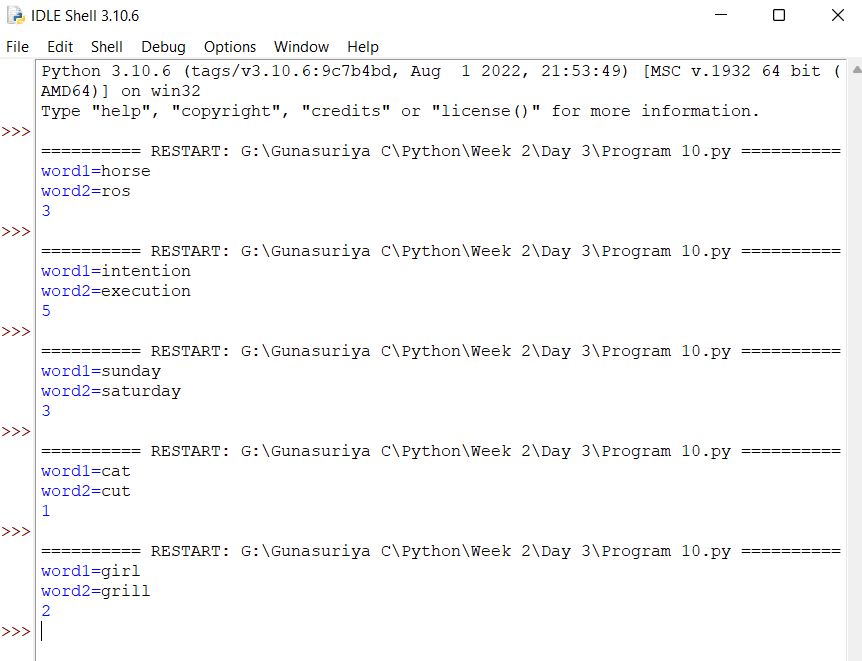 IDLE Shell 3.10.6
File Edit Shell Debug Options Window Help
Python 3.10.6 (tags/v3.10.6:9c7b4bd, Aug  1 2022, 21:53:49) [MSC v.1932 64 bit (
AMD64)] on win32
Type "help", "copyright", "credits" or "license()" for more information.
>>>
========== RESTART: G:\Gunasuriya C\Python\Week 2\Day 3\Program 10.py ==========
word1=horse
word2=ros
3
>>>
========== RESTART: G:\Gunasuriya C\Python\Week 2\Day 3\Program 10.py ==========
word1=intention
word2=execution
5
>>>
========== RESTART: G:\Gunasuriya C\Python\Week 2\Day 3\Program 10.py ==========
word1=sunday
word2=saturday
3
>>>
========== RESTART: G:\Gunasuriya C\Python\Week 2\Day 3\Program 10.py ==========
word1=cat
word2=cut
1
>>>
========== RESTART: G:\Gunasuriya C\Python\Week 2\Day 3\Program 10.py ==========
word1=girl
word2=grill
2
>>>